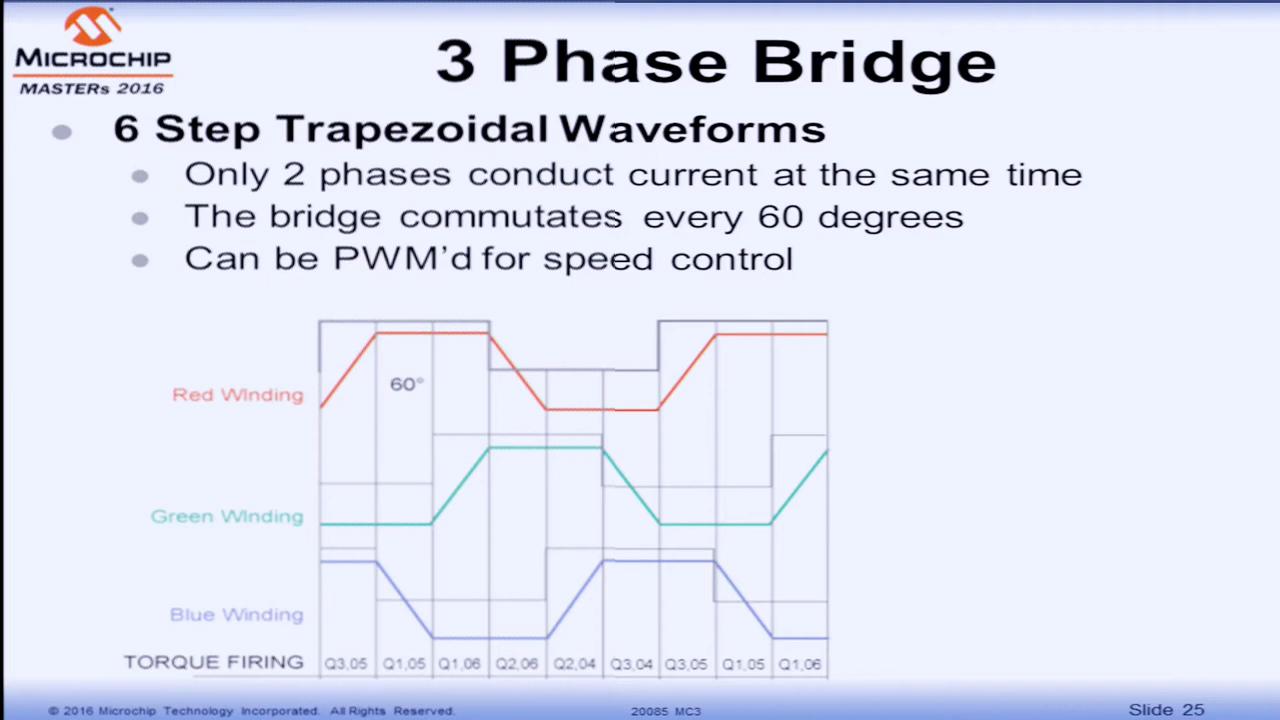 MICROCHIP
MASTERs 2016
3 Phase Bridge
6 Step Trapezoidal Waveforms
Only 2 phases conduct current at the same time
The bridge commutates every 60 degrees
Can be PWM’d for speed control
60°
Red WInding
Green WInding
Blue Winding
TORQUE FIRING Q3,05 Q1,05 Q1,06 Q2,06 Q2,04 Q3,04 Q3,05 Q1,05 Q1,06
© 2016 Microchip Technology Incorporated. All Rights Reserved. 20085 MC3 Slide 25